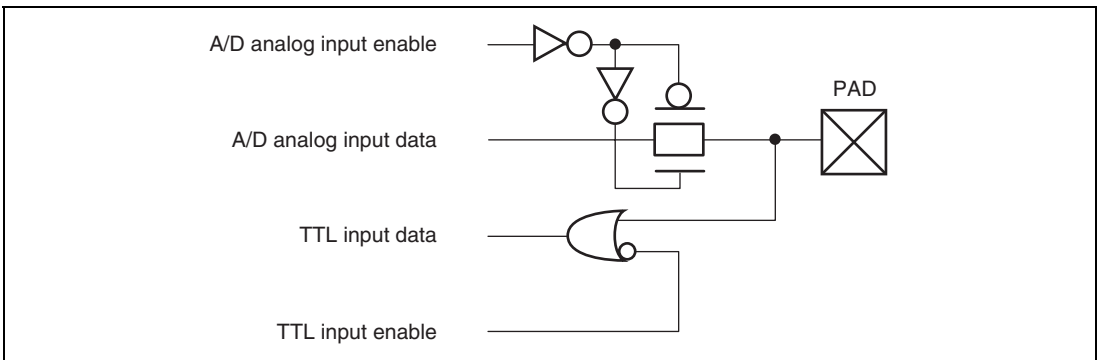 A/D analog input enable
PAD
A/D analog input data
TTL input data
TTL input enable